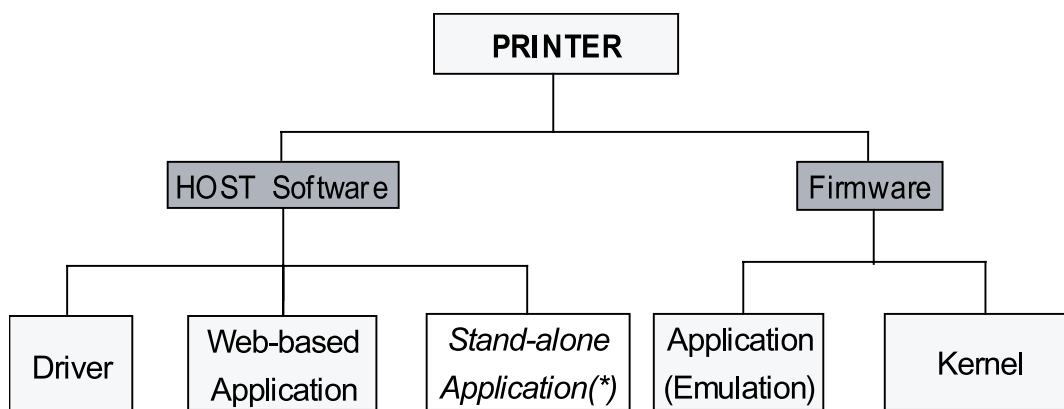 PRINTER
HOST Software
Firmware
Driver
Web-based
Application
Stand-alone
Application(*)
Application
(Emulation)
Kernel